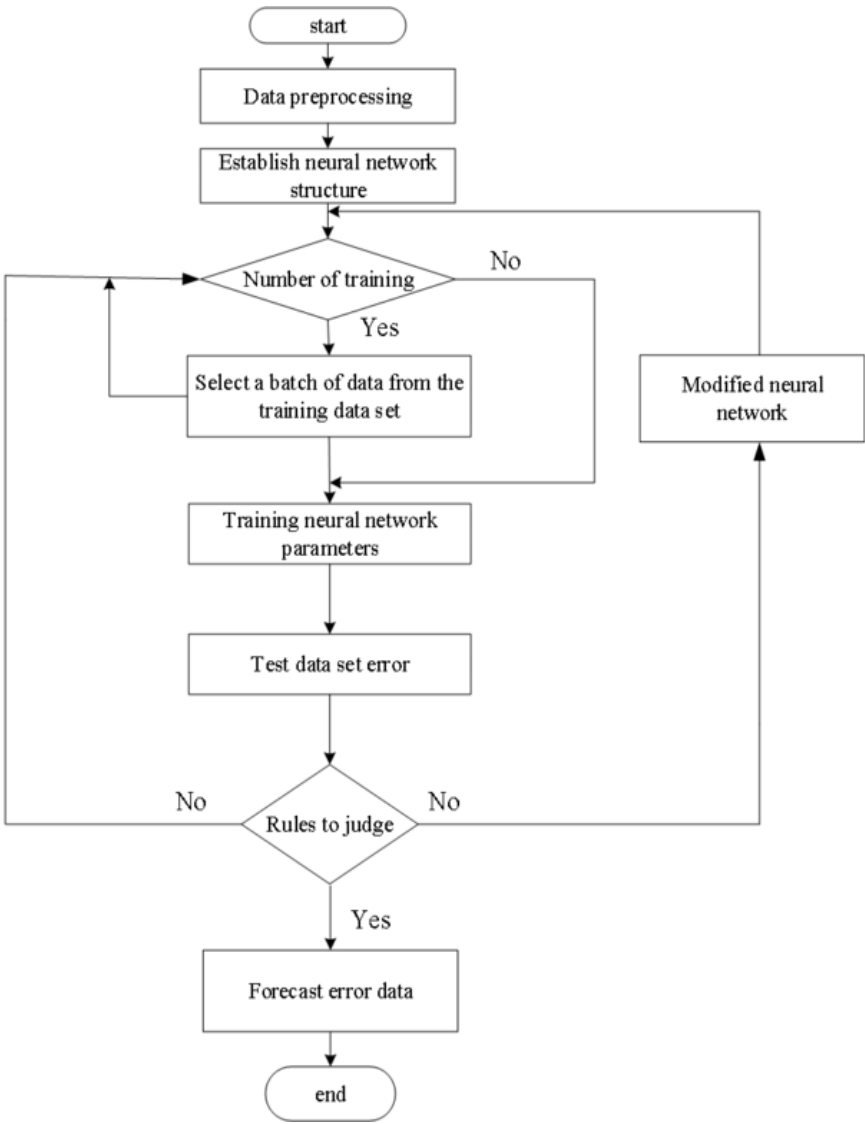 start
Data preprocessing
Establish neural network
structure
Number of training
No
Yes
Select a batch of data from the
training data set
Modified neural
network
Training neural network
parameters
Test data set error
No
Rules to judge
No
Yes
Forecast error data
end